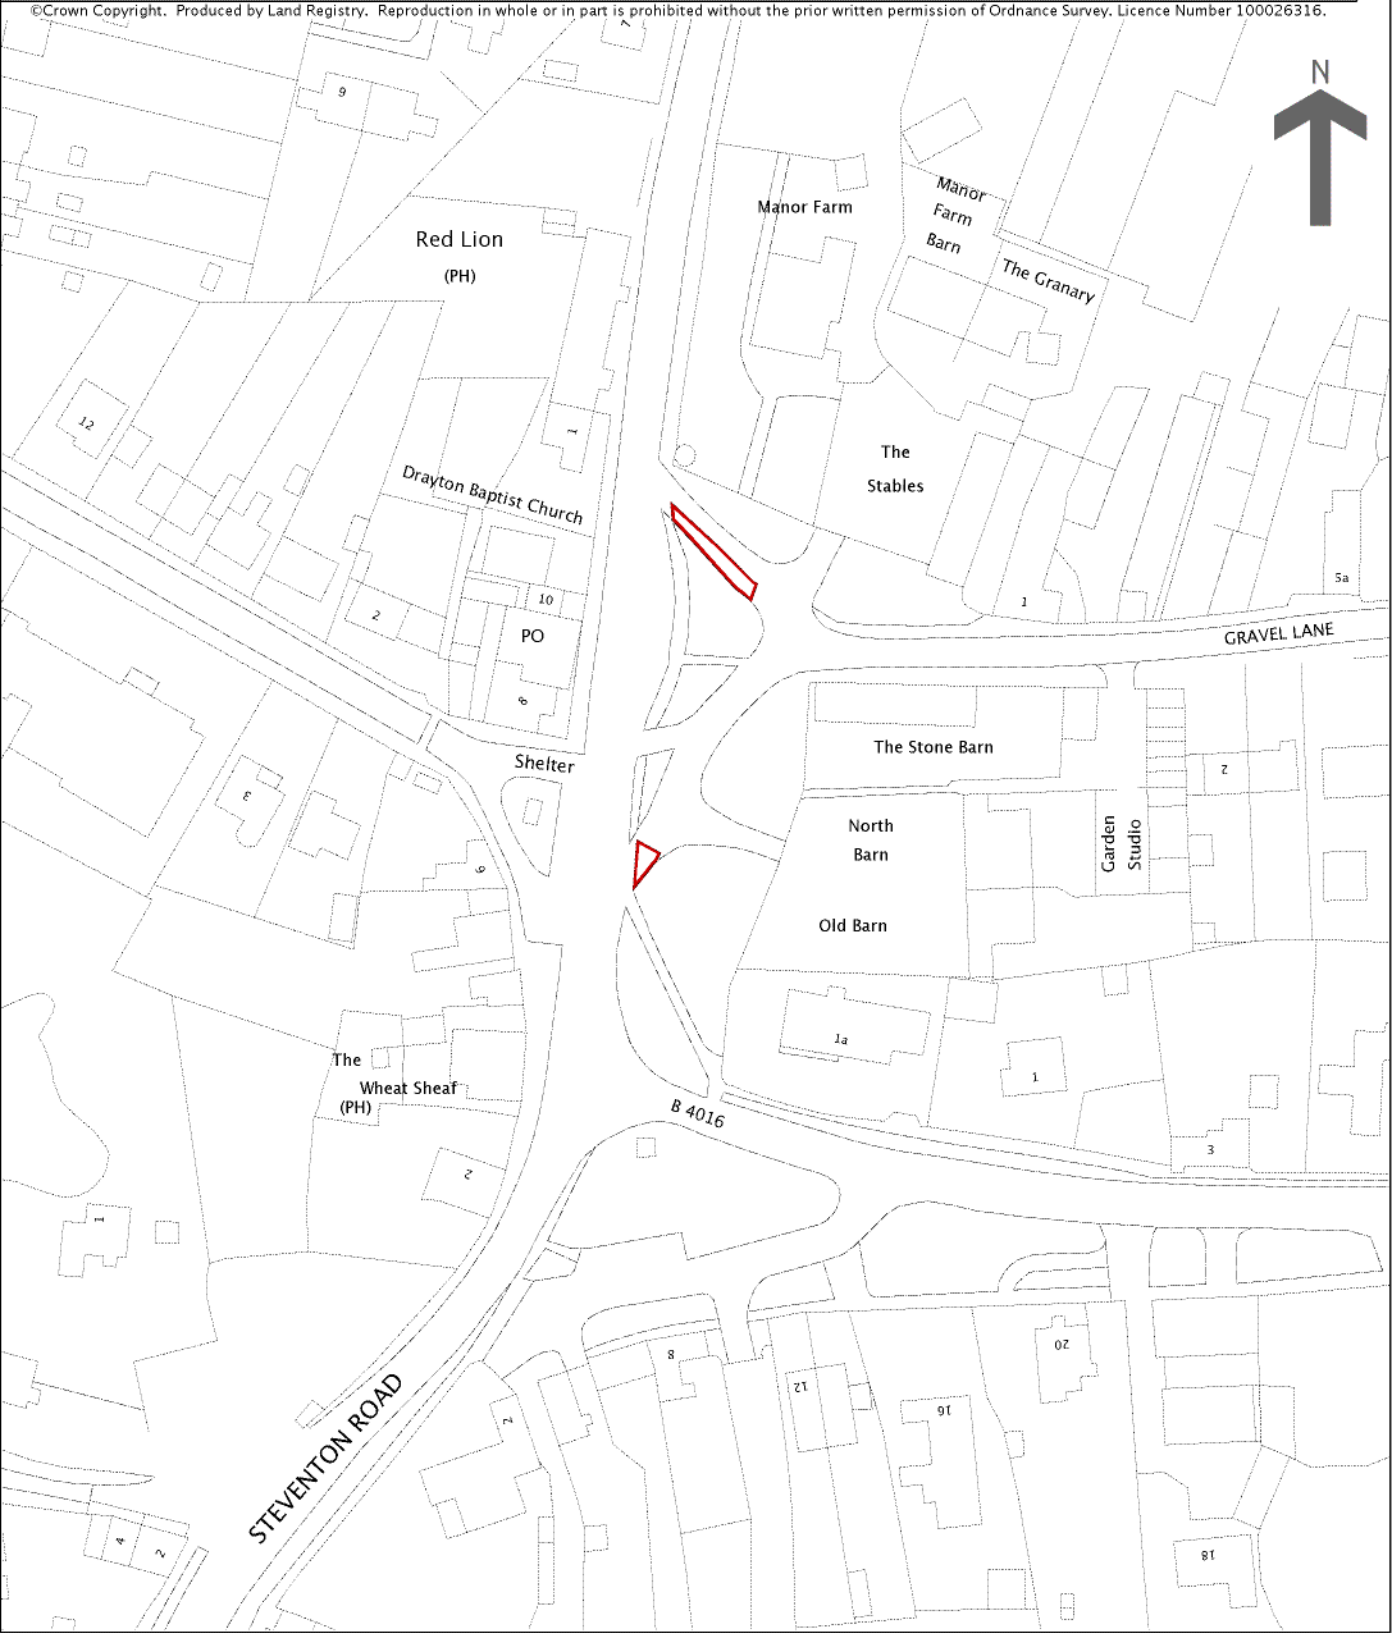 ©Crown Copyright. Produced by Land Registry. Reproduction in whole or in part is prohibited without the prior written permission of Ordnance Survey. Licence Number 100026316.
7
N
9
Manor Farm
Manor
Farm
Barn
Red Lion
(PH)
The Granary
12
1
The
Stables
Drayton Baptist Church
5a
10
1
2
PO
GRAVEL LANE
8
The Stone Barn
Shelter
2
3
North
Barn
Garden
Studio
9
Old Barn
1a
The
Wheat Sheaf
(PH)
1
B 4016
3
2
1
8
20
12
16
2
STEVENTON ROAD
4
2
18